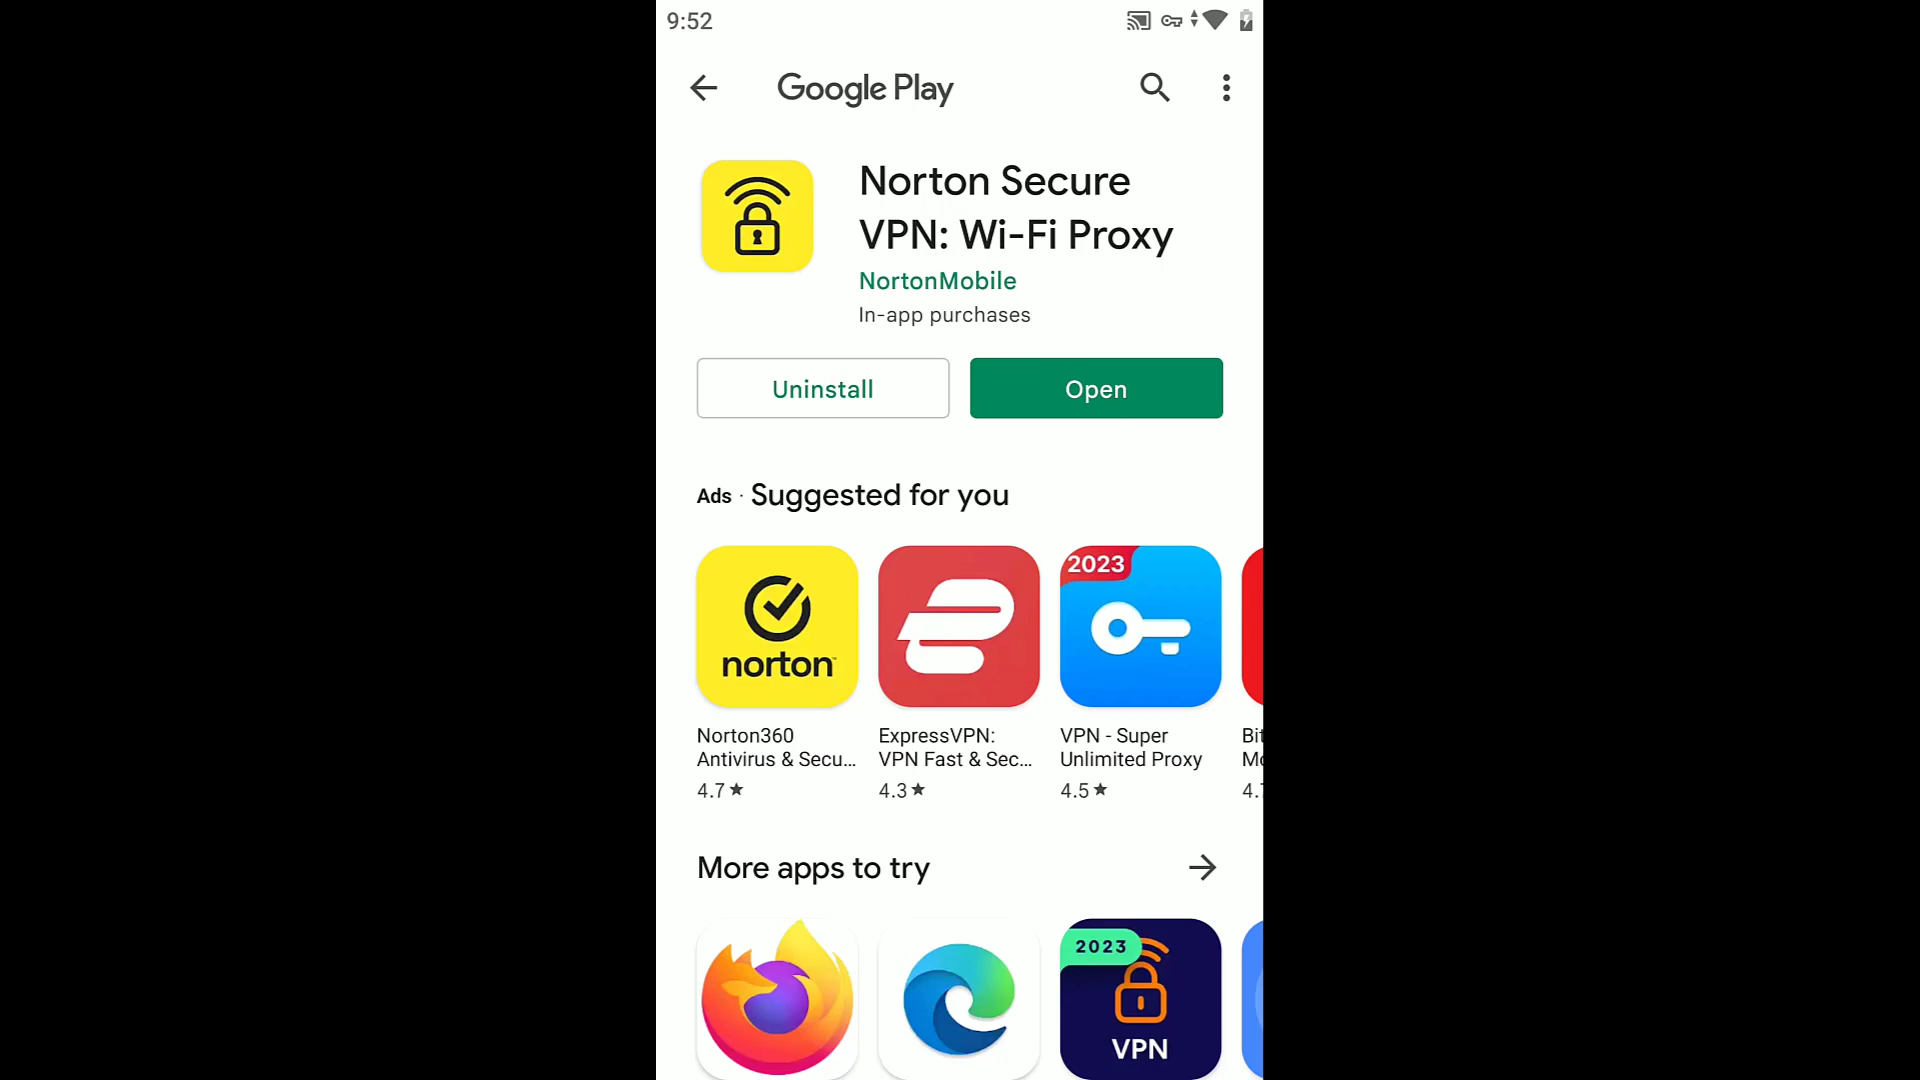 9:52
Google Play
Norton Secure
VPN: Wi-Fi Proxy
NortonMobile
In-app purchases
Uninstall
Open
Ads · Suggested for you
norton
2023
Norton360
Antivirus & Secu...
4.7★
ExpressVPN:
VPN Fast & Sec...
4.3★
VPN - Super
Unlimited Proxy
4.5★
More apps to try
2023
VPN